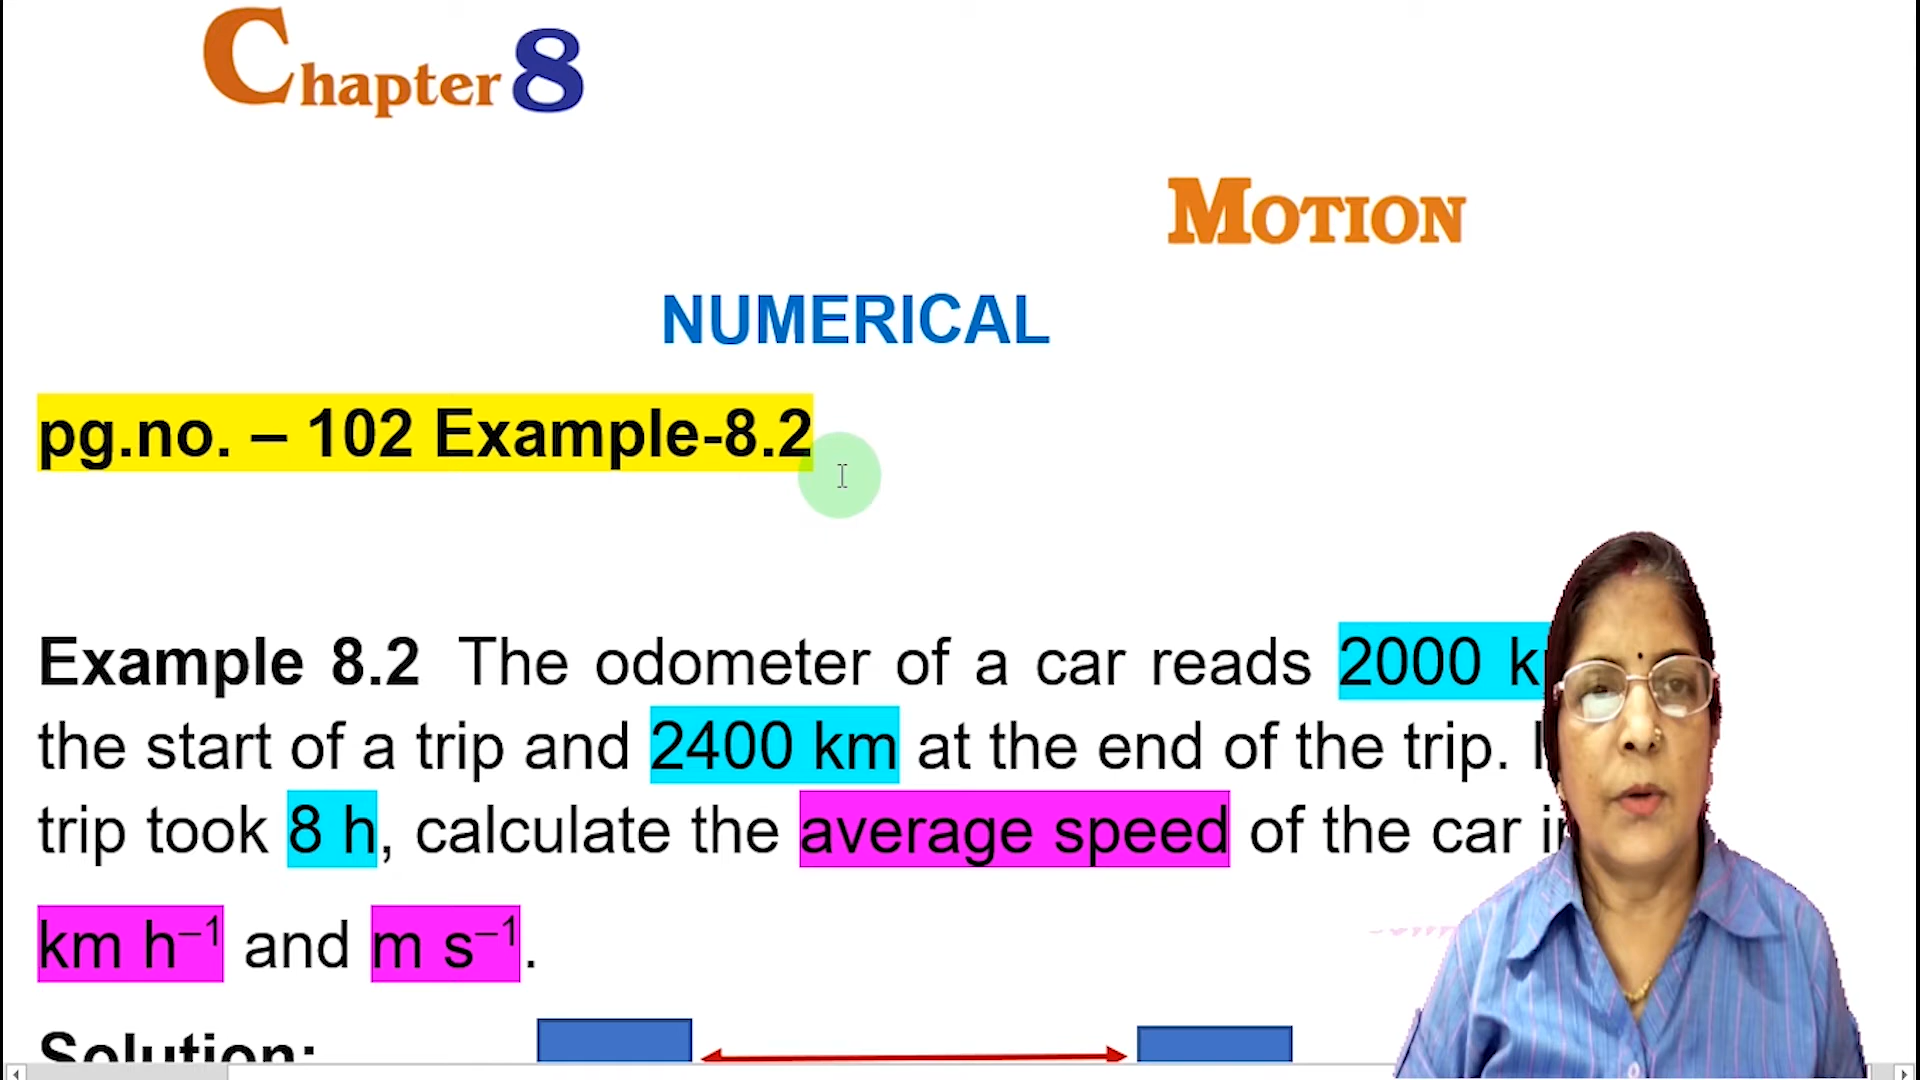 Chapter 8
MOTION
NUMERICAL
pg.no. – 102 Example-8.2
Example 8.2 The odometer of a car reads 2000
the start of a trip and 2400 km at the end of the trip.
trip took 8 h, calculate the average speed of the car
km h⁻¹ and m s⁻¹.
Solution: